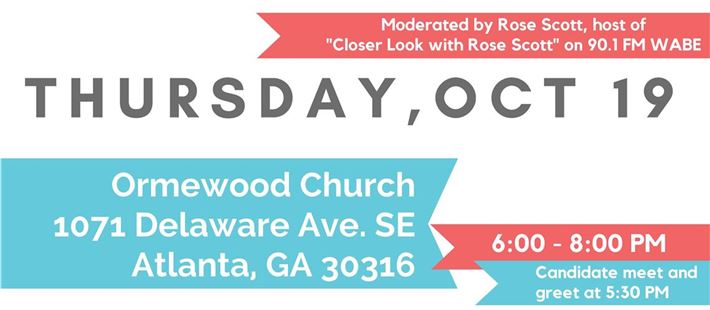 Moderated by Rose Scott, host of
"Closer Look with Rose Scott" on 90.1 FM WABE
THURSDAY, OCT 19
Ormewood Church
1071 Delaware Ave. SE
Atlanta, GA 30316
6:00 - 8:00 PM
Candidate meet and
greet at 5:30 PM